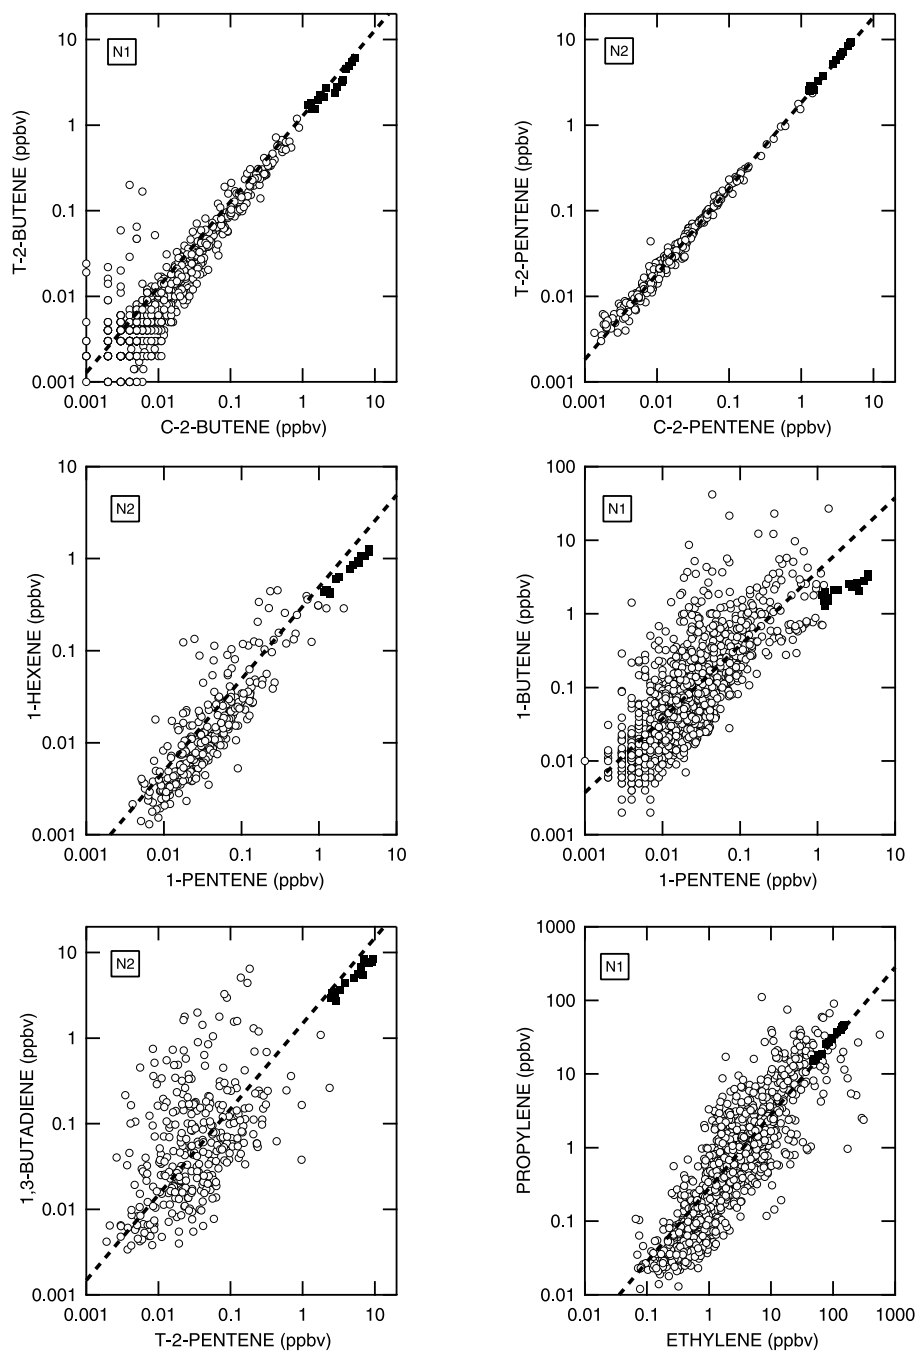 T-2-BUTENE (ppbv)
10
1
0.1
0.01
0.001
N1
0.001 0.01 0.1 1 10
C-2-BUTENE (ppbv)
T-2-PENTENE (ppbv)
10
1
0.1
0.01
0.001
N2
0.001 0.01 0.1 1 10
C-2-PENTENE (ppbv)
1-HEXENE (ppbv)
10
1
0.1
0.01
0.001
N2
0.001 0.01 0.1 1 10
1-PENTENE (ppbv)
1-BUTENE (ppbv)
100
10
1
0.1
0.01
0.001
N1
0.001 0.01 0.1 1 10
1-PENTENE (ppbv)
1,3-BUTADIENE (ppbv)
10
1
0.1
0.01
0.001
N2
0.001 0.01 0.1 1 10
T-2-PENTENE (ppbv)
PROPYLENE (ppbv)
1000
100
10
1
0.1
0.01
N1
0.01 0.1 1 10 100 1000
ETHYLENE (ppbv)